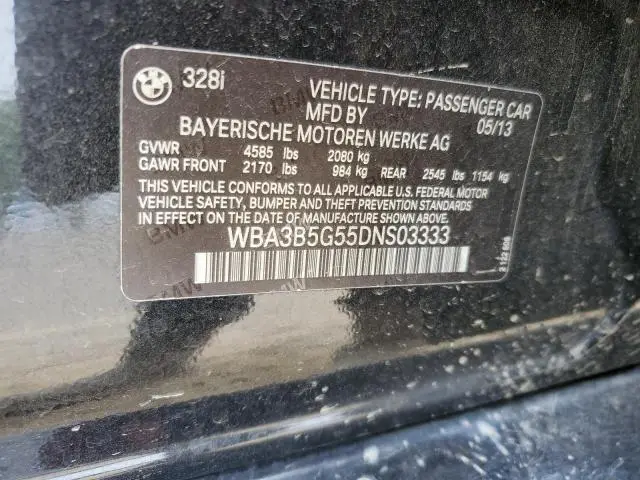 BMW 328i VEHICLE TYPE: PASSENGER CAR
MFD BY 05/13
BAYERISCHE MOTOREN WERKE AG
GVWR 4585 lbs 2080 kg
GAWR FRONT 2170 lbs 984 kg REAR 2545 lbs 1154 kg
THIS VEHICLE CONFORMS TO ALL APPLICABLE U.S. FEDERAL MOTOR
VEHICLE SAFETY, BUMPER AND THEFT PREVENTION STANDARDS
IN EFFECT ON THE DATE OF MANUFACTURE SHOWN ABOVE.
WBA3B5G55DNS03333